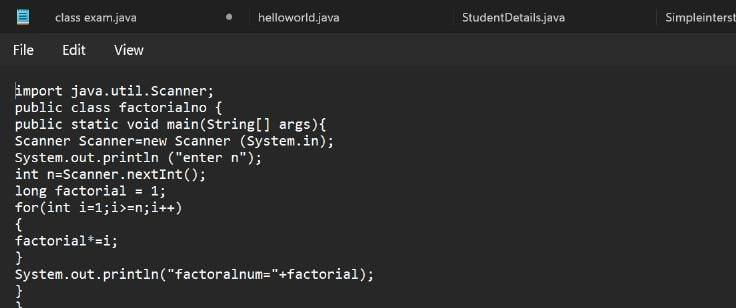 class exam.java helloworld.java StudentDetails.java Simpleinterst
File Edit View
import java.util.Scanner;
public class factorialno {
public static void main(String[] args){
Scanner Scanner=new Scanner (System.in);
System.out.println ("enter n");
int n=Scanner.nextInt();
long factorial = 1;
for(int i=1;i>=n;i++)
{
factorial*=i;
}
System.out.println("factoralnum="+factorial);
}
}